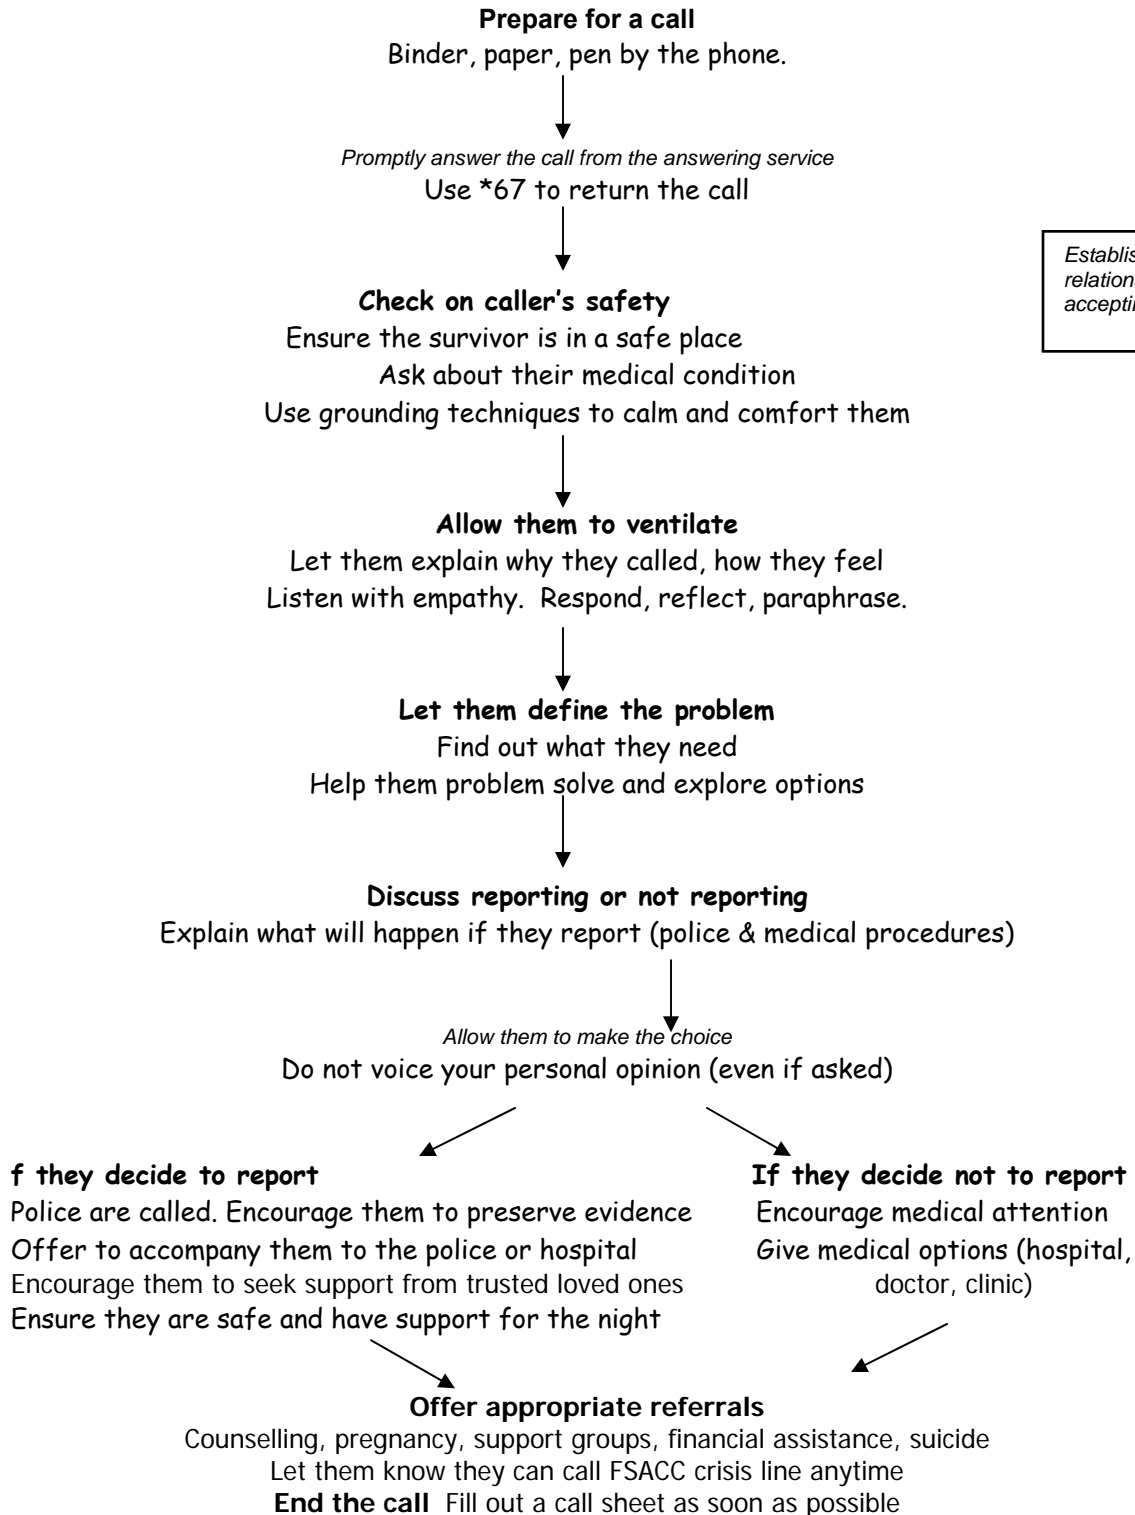 Prepare for a call
Binder, paper, pen by the phone.
Promptly answer the call from the answering service
Use *67 to return the call
Check on caller's safety
Ensure the survivor is in a safe place
Ask about their medical condition
Use grounding techniques to calm and comfort them
Allow them to ventilate
Let them explain why they called, how they feel
Listen with empathy. Respond, reflect, paraphrase.
Let them define the problem
Find out what they need
Help them problem solve and explore options
Discuss reporting or not reporting
Explain what will happen if they report (police & medical procedures)
Allow them to make the choice
Do not voice your personal opinion (even if asked)
f they decide to report
Police are called. Encourage them to preserve evidence
Offer to accompany them to the police or hospital
Encourage them to seek support from trusted loved ones
Ensure they are safe and have support for the night
If they decide not to report
Encourage medical attention
Give medical options (hospital,
doctor, clinic)
Offer appropriate referrals
Counselling, pregnancy, support groups, financial assistance, suicide
Let them know they can call FSACC crisis line anytime
End the call Fill out a call sheet as soon as possible